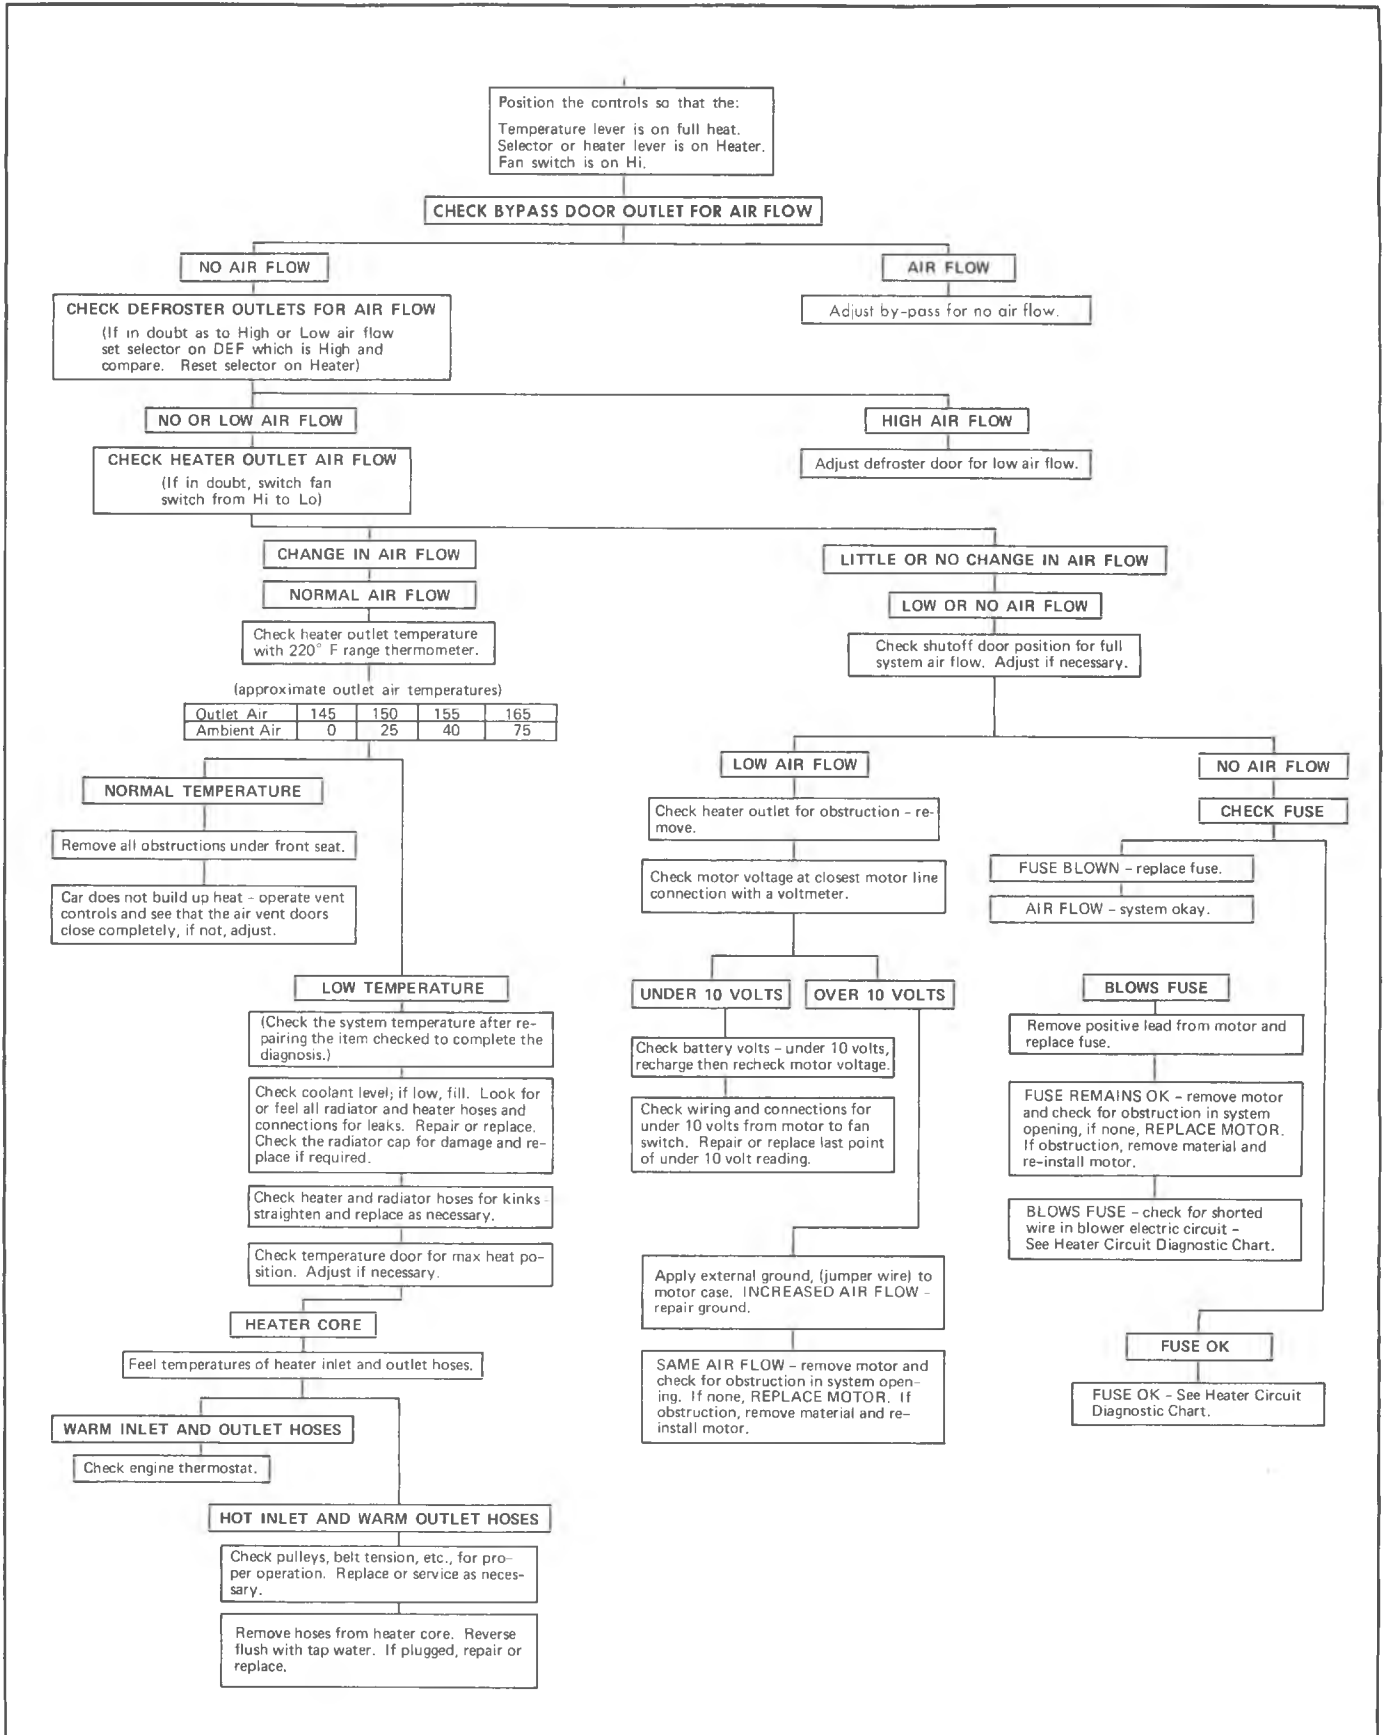 Position the controls so that the:
Temperature lever is on full heat.
Selector or heater lever is on Heater.
Fan switch is on Hi.
CHECK BYPASS DOOR OUTLET FOR AIR FLOW
NO AIR FLOW
AIR FLOW
CHECK DEFROSTER OUTLETS FOR AIR FLOW
(If in doubt as to High or Low air flow
set selector on DEF which is High and
compare. Reset selector on Heater)
Adjust by-pass for no air flow.
NO OR LOW AIR FLOW
HIGH AIR FLOW
CHECK HEATER OUTLET AIR FLOW
(If in doubt, switch fan
switch from Hi to Lo)
Adjust defroster door for low air flow.
CHANGE IN AIR FLOW
LITTLE OR NO CHANGE IN AIR FLOW
NORMAL AIR FLOW
LOW OR NO AIR FLOW
Check heater outlet temperature
with 220° F range thermometer.
Check shutoff door position for full
system air flow. Adjust if necessary.
(approximate outlet air temperatures)
Outlet Air 145 150 155 165
Ambient Air 0 25 40 75
NORMAL TEMPERATURE
Remove all obstructions under front seat.
Car does not build up heat - operate vent
controls and see that the air vent doors
close completely, if not, adjust.
LOW TEMPERATURE
(Check the system temperature after re-
pairing the item checked to complete the
diagnosis.)
Check coolant level; if low, fill. Look for
or feel all radiator and heater hoses and
connections for leaks. Repair or replace.
Check the radiator cap for damage and re-
place if required.
Check heater and radiator hoses for kinks -
straighten and replace as necessary.
Check temperature door for max heat po-
sition. Adjust if necessary.
HEATER CORE
Feel temperatures of heater inlet and outlet hoses.
WARM INLET AND OUTLET HOSES
Check engine thermostat.
HOT INLET AND WARM OUTLET HOSES
Check pulleys, belt tension, etc., for pro-
per operation. Replace or service as neces-
sary.
Remove hoses from heater core. Reverse
flush with tap water. If plugged, repair or
replace.
LOW AIR FLOW
Check heater outlet for obstruction - re-
move.
Check motor voltage at closest motor line
connection with a voltmeter.
UNDER 10 VOLTS
OVER 10 VOLTS
Check battery volts - under 10 volts,
recharge then recheck motor voltage.
Check wiring and connections for
under 10 volts from motor to fan
switch. Repair or replace last point
of under 10 volt reading.
Apply external ground, (jumper wire) to
motor case. INCREASED AIR FLOW -
repair ground.
SAME AIR FLOW - remove motor and
check for obstruction in system open-
ing. If none, REPLACE MOTOR. If
obstruction, remove material and re-
install motor.
NO AIR FLOW
CHECK FUSE
FUSE BLOWN - replace fuse.
AIR FLOW - system okay.
BLOWS FUSE
Remove positive lead from motor and
replace fuse.
FUSE REMAINS OK - remove motor
and check for obstruction in system
opening, if none, REPLACE MOTOR.
If obstruction, remove material and
re-install motor.
BLOWS FUSE - check for shorted
wire in blower electric circuit -
See Heater Circuit Diagnostic Chart.
FUSE OK
FUSE OK - See Heater Circuit
Diagnostic Chart.